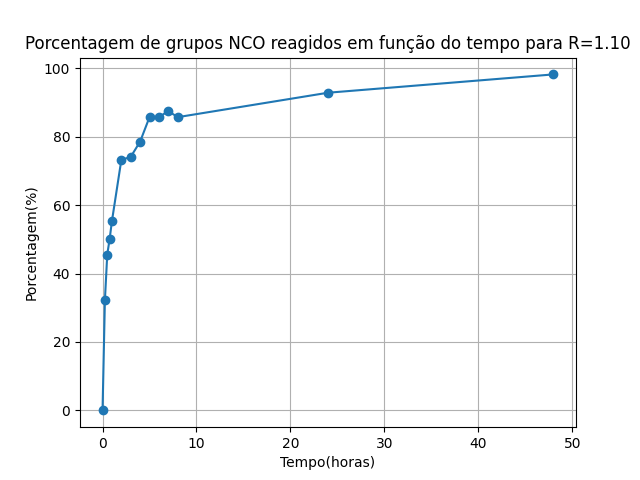 Porcentagem de grupos NCO reagidos em função do tempo para R=1.10
100
80
60
40
20
0
Porcentagem(%)
0 10 20 30 40 50
Tempo(horas)